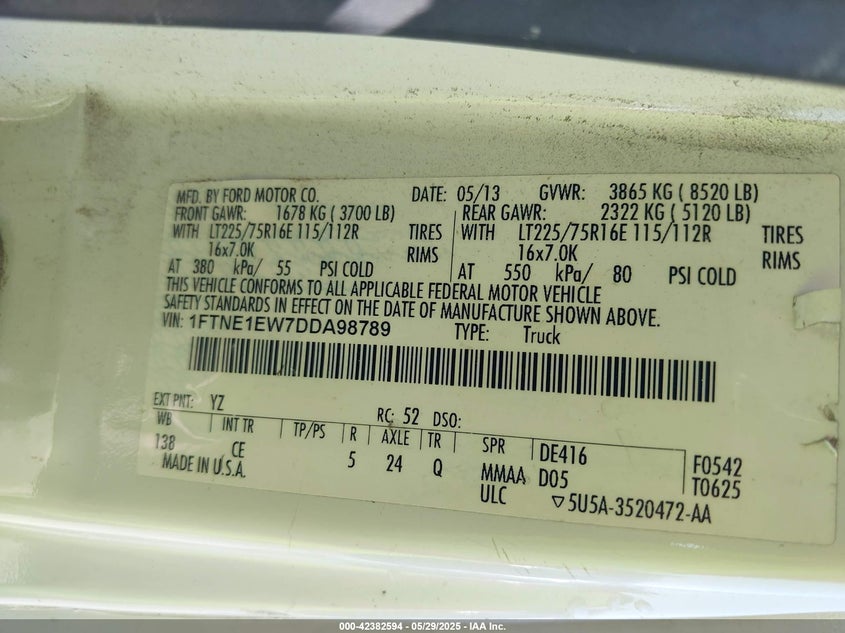 MFD. BY FORD MOTOR CO. DATE: 05/13 GVWR: 3865 KG ( 8520 LB)
FRONT GAWR: 1678 KG ( 3700 LB) REAR GAWR: 2322 KG ( 5120 LB)
WITH LT225/75R16E 115/112R TIRES WITH LT225/75R16E 115/112R TIRES
16x7.0K RIMS 16x7.0K RIMS
AT 380 kPa/ 55 PSI COLD AT 550 kPa/ 80 PSI COLD
THIS VEHICLE CONFORMS TO ALL APPLICABLE FEDERAL MOTOR VEHICLE
SAFETY STANDARDS IN EFFECT ON THE DATE OF MANUFACTURE SHOWN ABOVE.
VIN: 1FTNE1EW7DDA98789 TYPE: Truck
EXT PNT: YZ RC: 52 DSO:
WB INT TR TP/PS R AXLE TR SPR DE416 F0542
138 CE 5 24 Q MMAA D05 T0625
MADE IN U.S.A. ULC ▽5U5A-3520472-AA
000-42382594 - 05/29/2025 - IAA Inc.